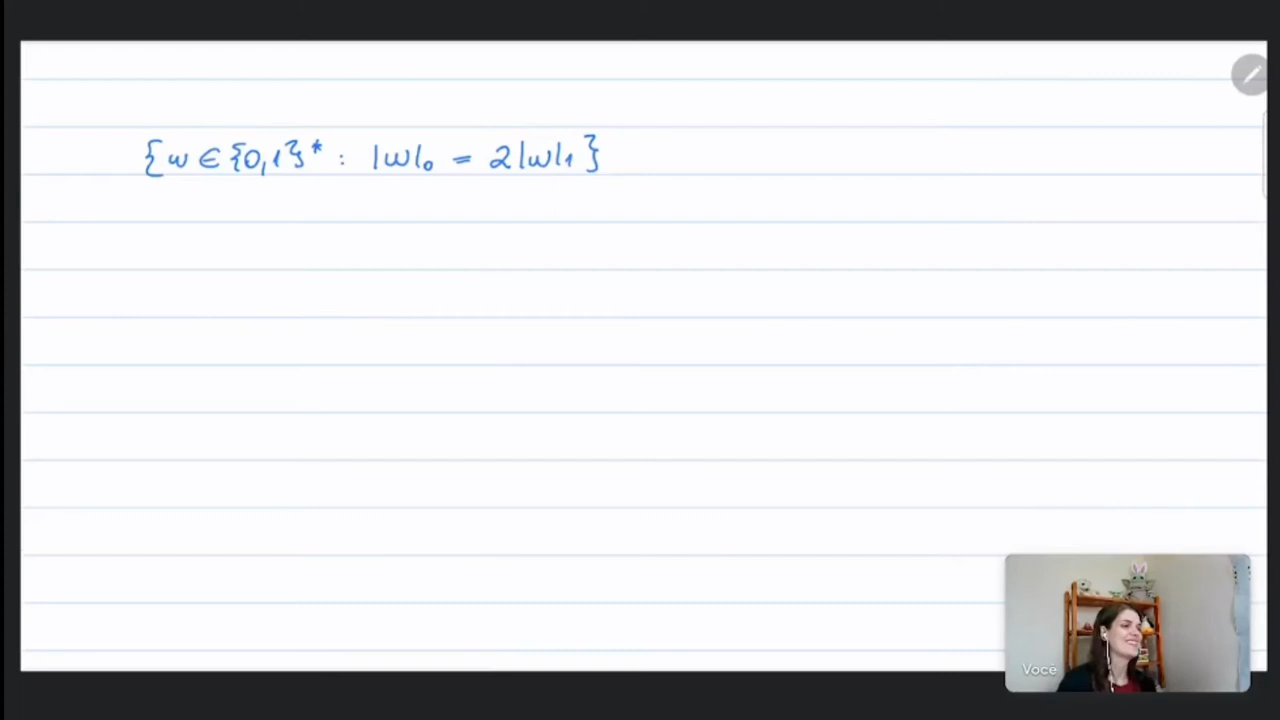 {w ∈ {0,1}* : |w|₀ = 2|w|₁}
Você